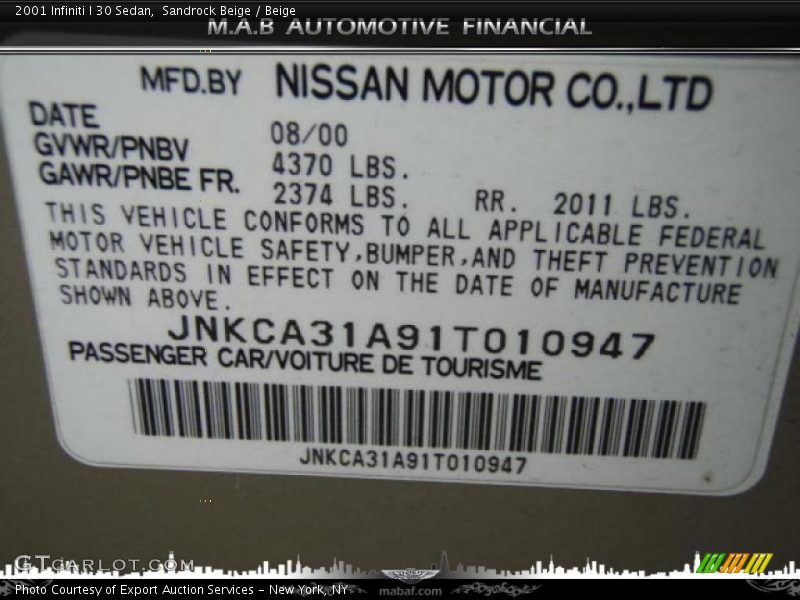 2001 Infiniti I 30 Sedan,  Sandrock Beige / Beige
M.A.B AUTOMOTIVE FINANCIAL
MFD.BY NISSAN MOTOR CO.,LTD
DATE 08/00
GVWR/PNBV 4370 LBS.
GAWR/PNBE FR. 2374 LBS. RR. 2011 LBS.
THIS VEHICLE CONFORMS TO ALL APPLICABLE FEDERAL
MOTOR VEHICLE SAFETY,BUMPER,AND THEFT PREVENTION
STANDARDS IN EFFECT ON THE DATE OF MANUFACTURE
SHOWN ABOVE.
JNKCA31A91T010947
PASSENGER CAR/VOITURE DE TOURISME
JNKCA31A91T010947
GTCARLOT.COM
Photo Courtesy of Export Auction Services - New York, NY
mabaf.com